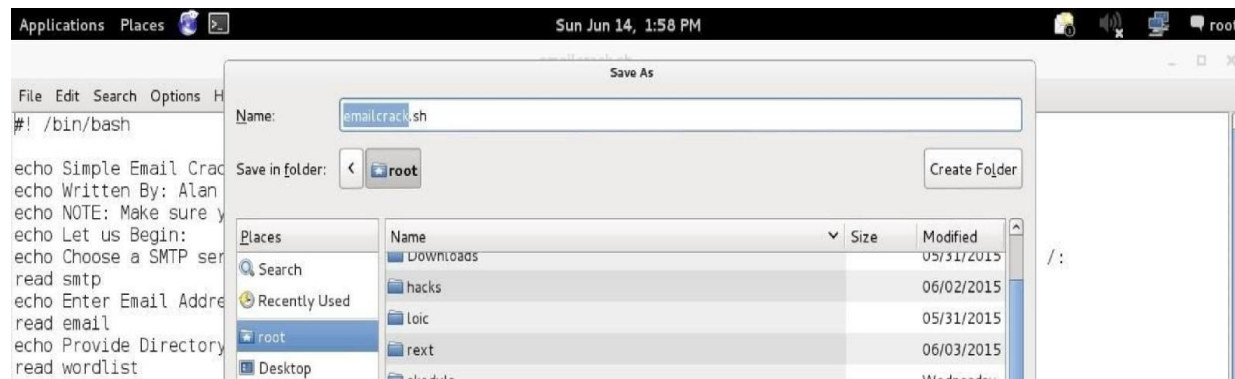 Applications Places Sun Jun 14, 1:58 PM root
Save As
File Edit Search Options H
Name: emailcrack.sh
#! /bin/bash
echo Simple Email Crac
Save in folder: < root Create Folder
echo Written By: Alan
echo NOTE: Make sure y
echo Let us Begin:
Places Name Size Modified
echo Choose a SMTP ser /:
Downloads 05/31/2015
Search
read smtp
hacks 06/02/2015
echo Enter Email Addre
Recently Used
read email
loic 05/31/2015
echo Provide Directory
root
rext 06/03/2015
read wordlist
Desktop